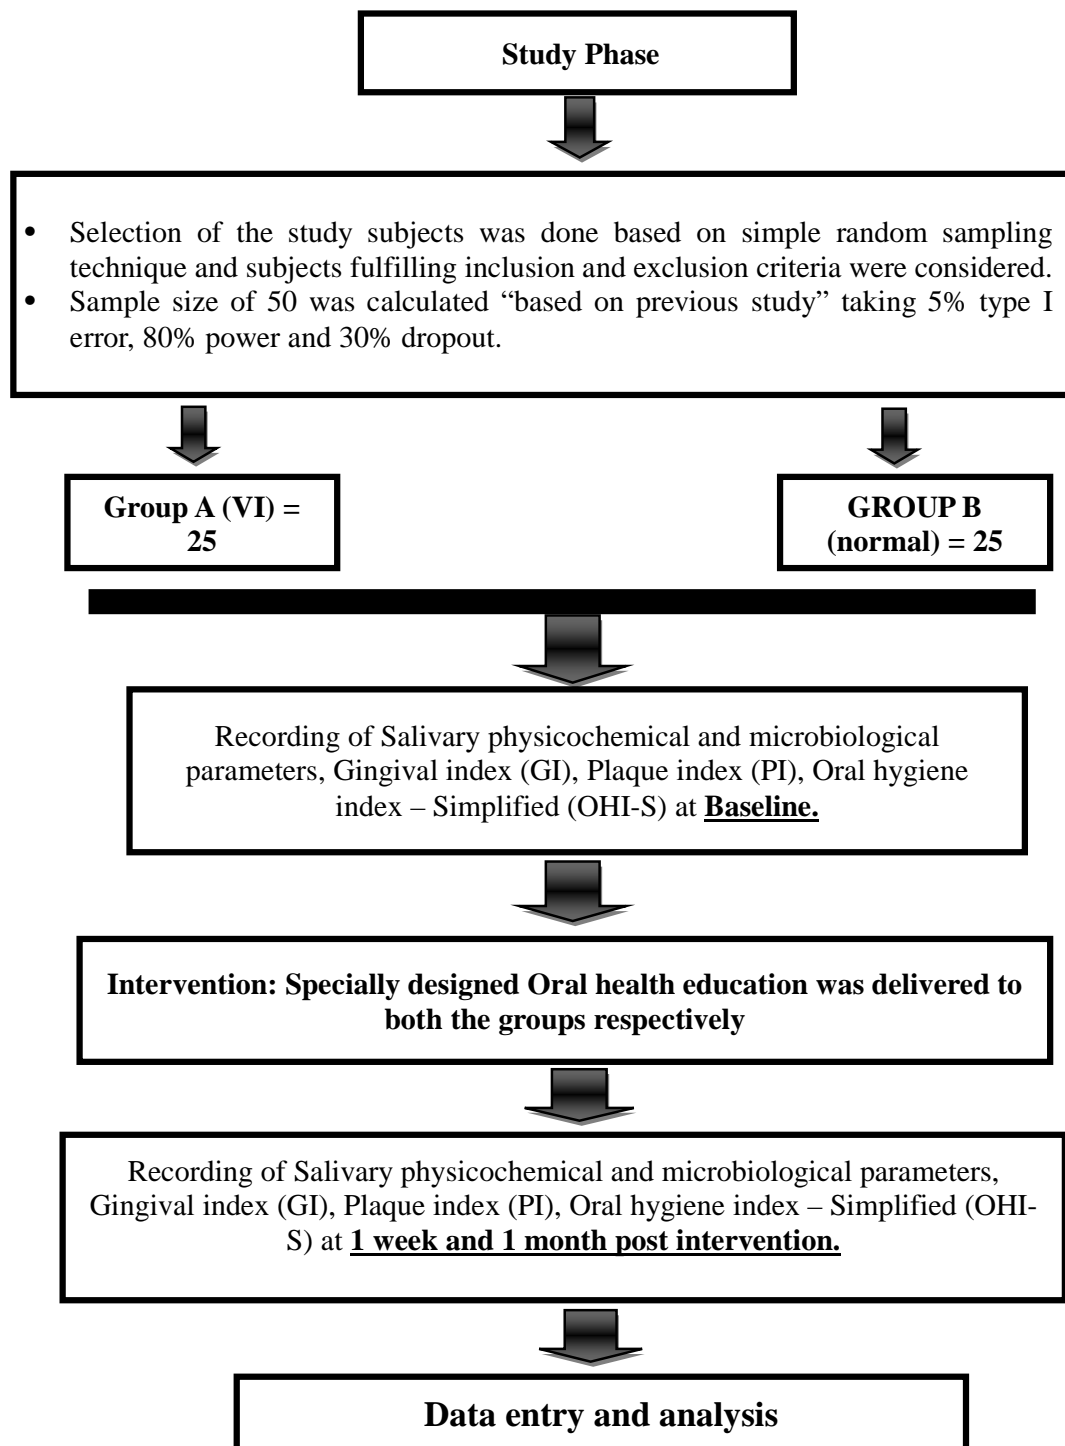 Study Phase
• Selection of the study subjects was done based on simple random sampling
technique and subjects fulfilling inclusion and exclusion criteria were considered.
• Sample size of 50 was calculated “based on previous study” taking 5% type I
error, 80% power and 30% dropout.
Group A (VI) =
25
GROUP B
(normal) = 25
Recording of Salivary physicochemical and microbiological
parameters, Gingival index (GI), Plaque index (PI), Oral hygiene
index – Simplified (OHI-S) at Baseline.
Intervention: Specially designed Oral health education was delivered to
both the groups respectively
Recording of Salivary physicochemical and microbiological parameters,
Gingival index (GI), Plaque index (PI), Oral hygiene index – Simplified (OHI-
S) at 1 week and 1 month post intervention.
Data entry and analysis